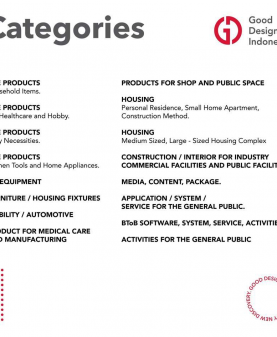 Categories
Good
Design
Indone
E PRODUCTS
sehold Items.
E PRODUCTS
Healthcare and Hobby.
E PRODUCTS
y Necessities.
E PRODUCTS
hen Tools and Home Appliances.
EQUIPMENT
NITURE / HOUSING FIXTURES
BILITY / AUTOMOTIVE
ODUCT FOR MEDICAL CARE
D MANUFACTURING
PRODUCTS FOR SHOP AND PUBLIC SPACE
HOUSING
Personal Residence, Small Home Apartment,
Construction Method.
HOUSING
Medium Sized, Large - Sized Housing Complex
CONSTRUCTION / INTERIOR FOR INDUSTRY
COMMERCIAL FACILITIES AND PUBLIC FACILIT
MEDIA, CONTENT, PACKAGE.
APPLICATION / SYSTEM /
SERVICE FOR THE GENERAL PUBLIC.
BToB SOFTWARE, SYSTEM, SERVICE, ACTIVITIE
ACTIVITIES FOR THE GENERAL PUBLIC
GOOD DESIG
Y NEW DISCOVERY.